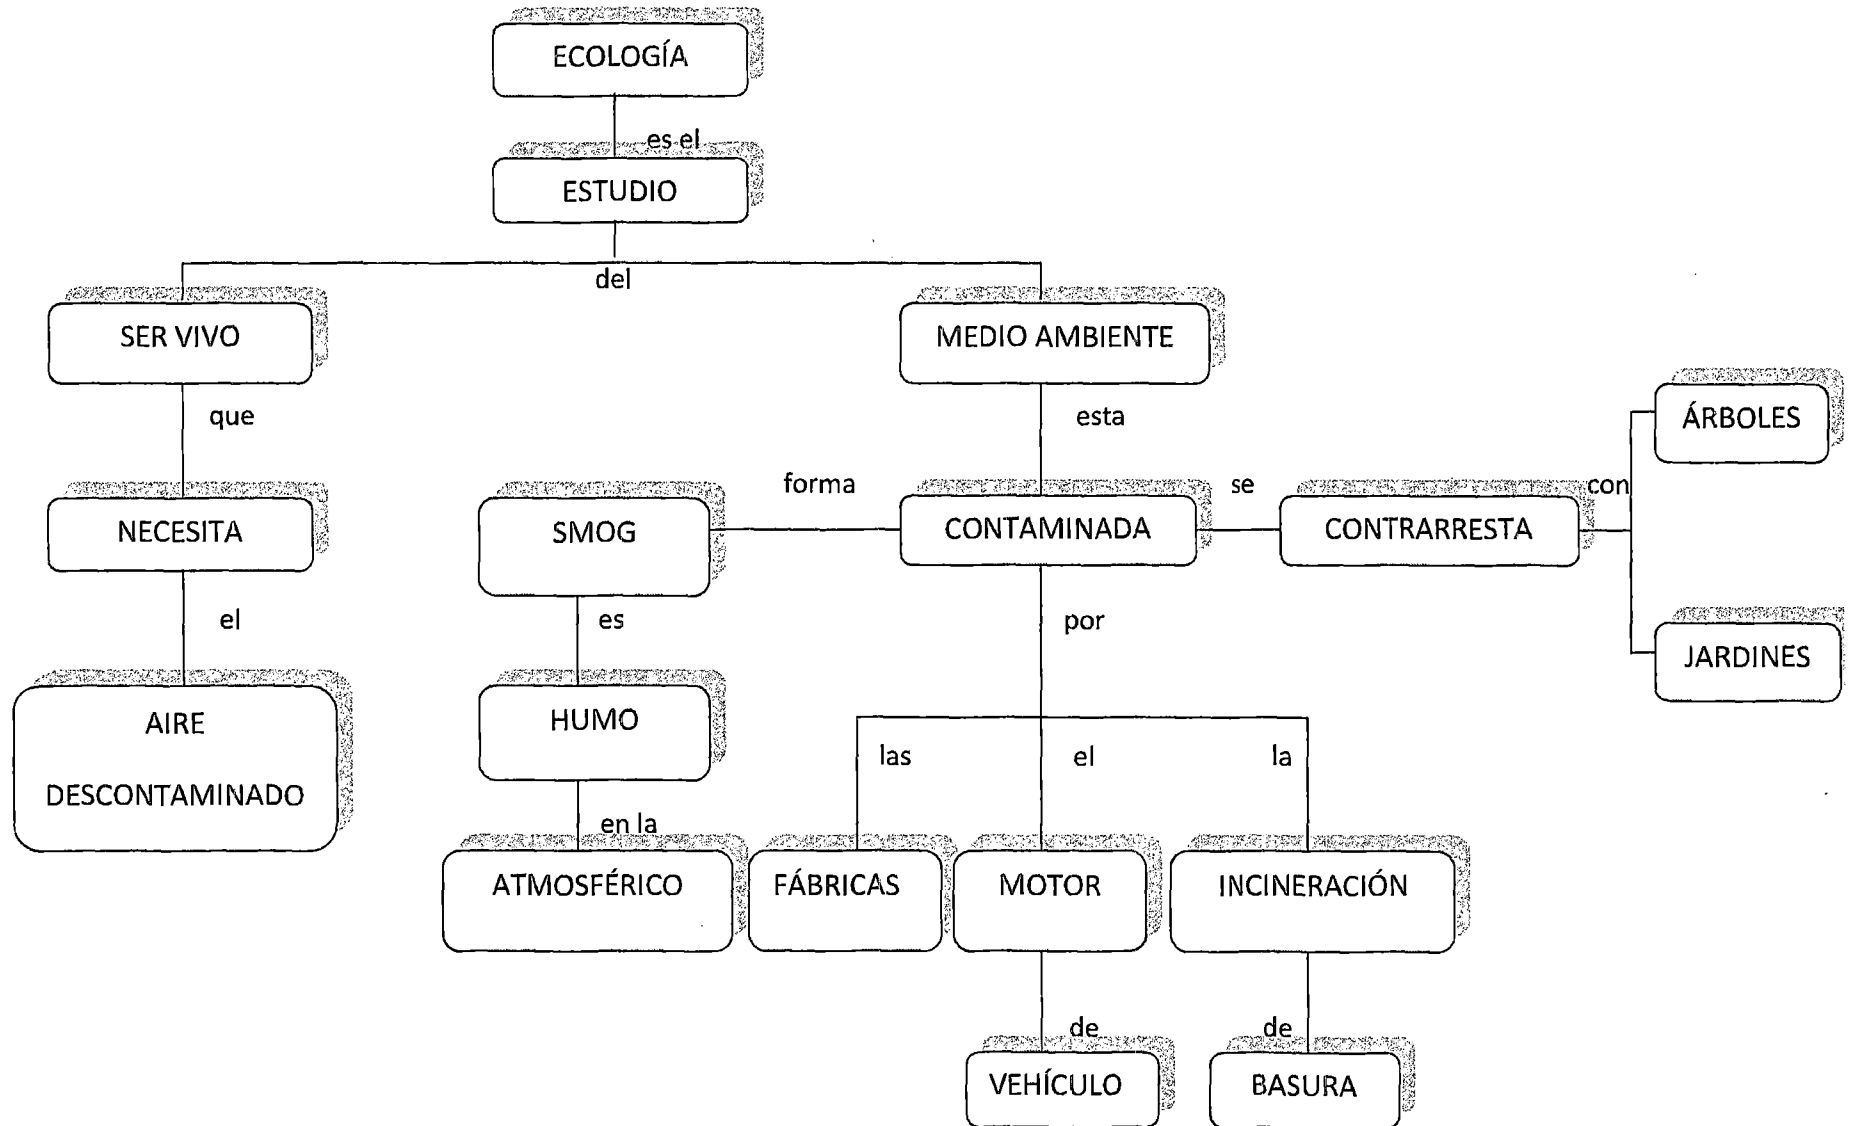 ECOLOGÍA
es el
ESTUDIO
del
SER VIVO
MEDIO AMBIENTE
que
esta
ÁRBOLES
forma
se
con
NECESITA
SMOG
CONTAMINADA
CONTRARRESTA
el
es
por
JARDINES
AIRE
DESCONTAMINADO
HUMO
las
el
la
en la
ATMOSFÉRICO
FÁBRICAS
MOTOR
INCINERACIÓN
de
de
VEHÍCULO
BASURA